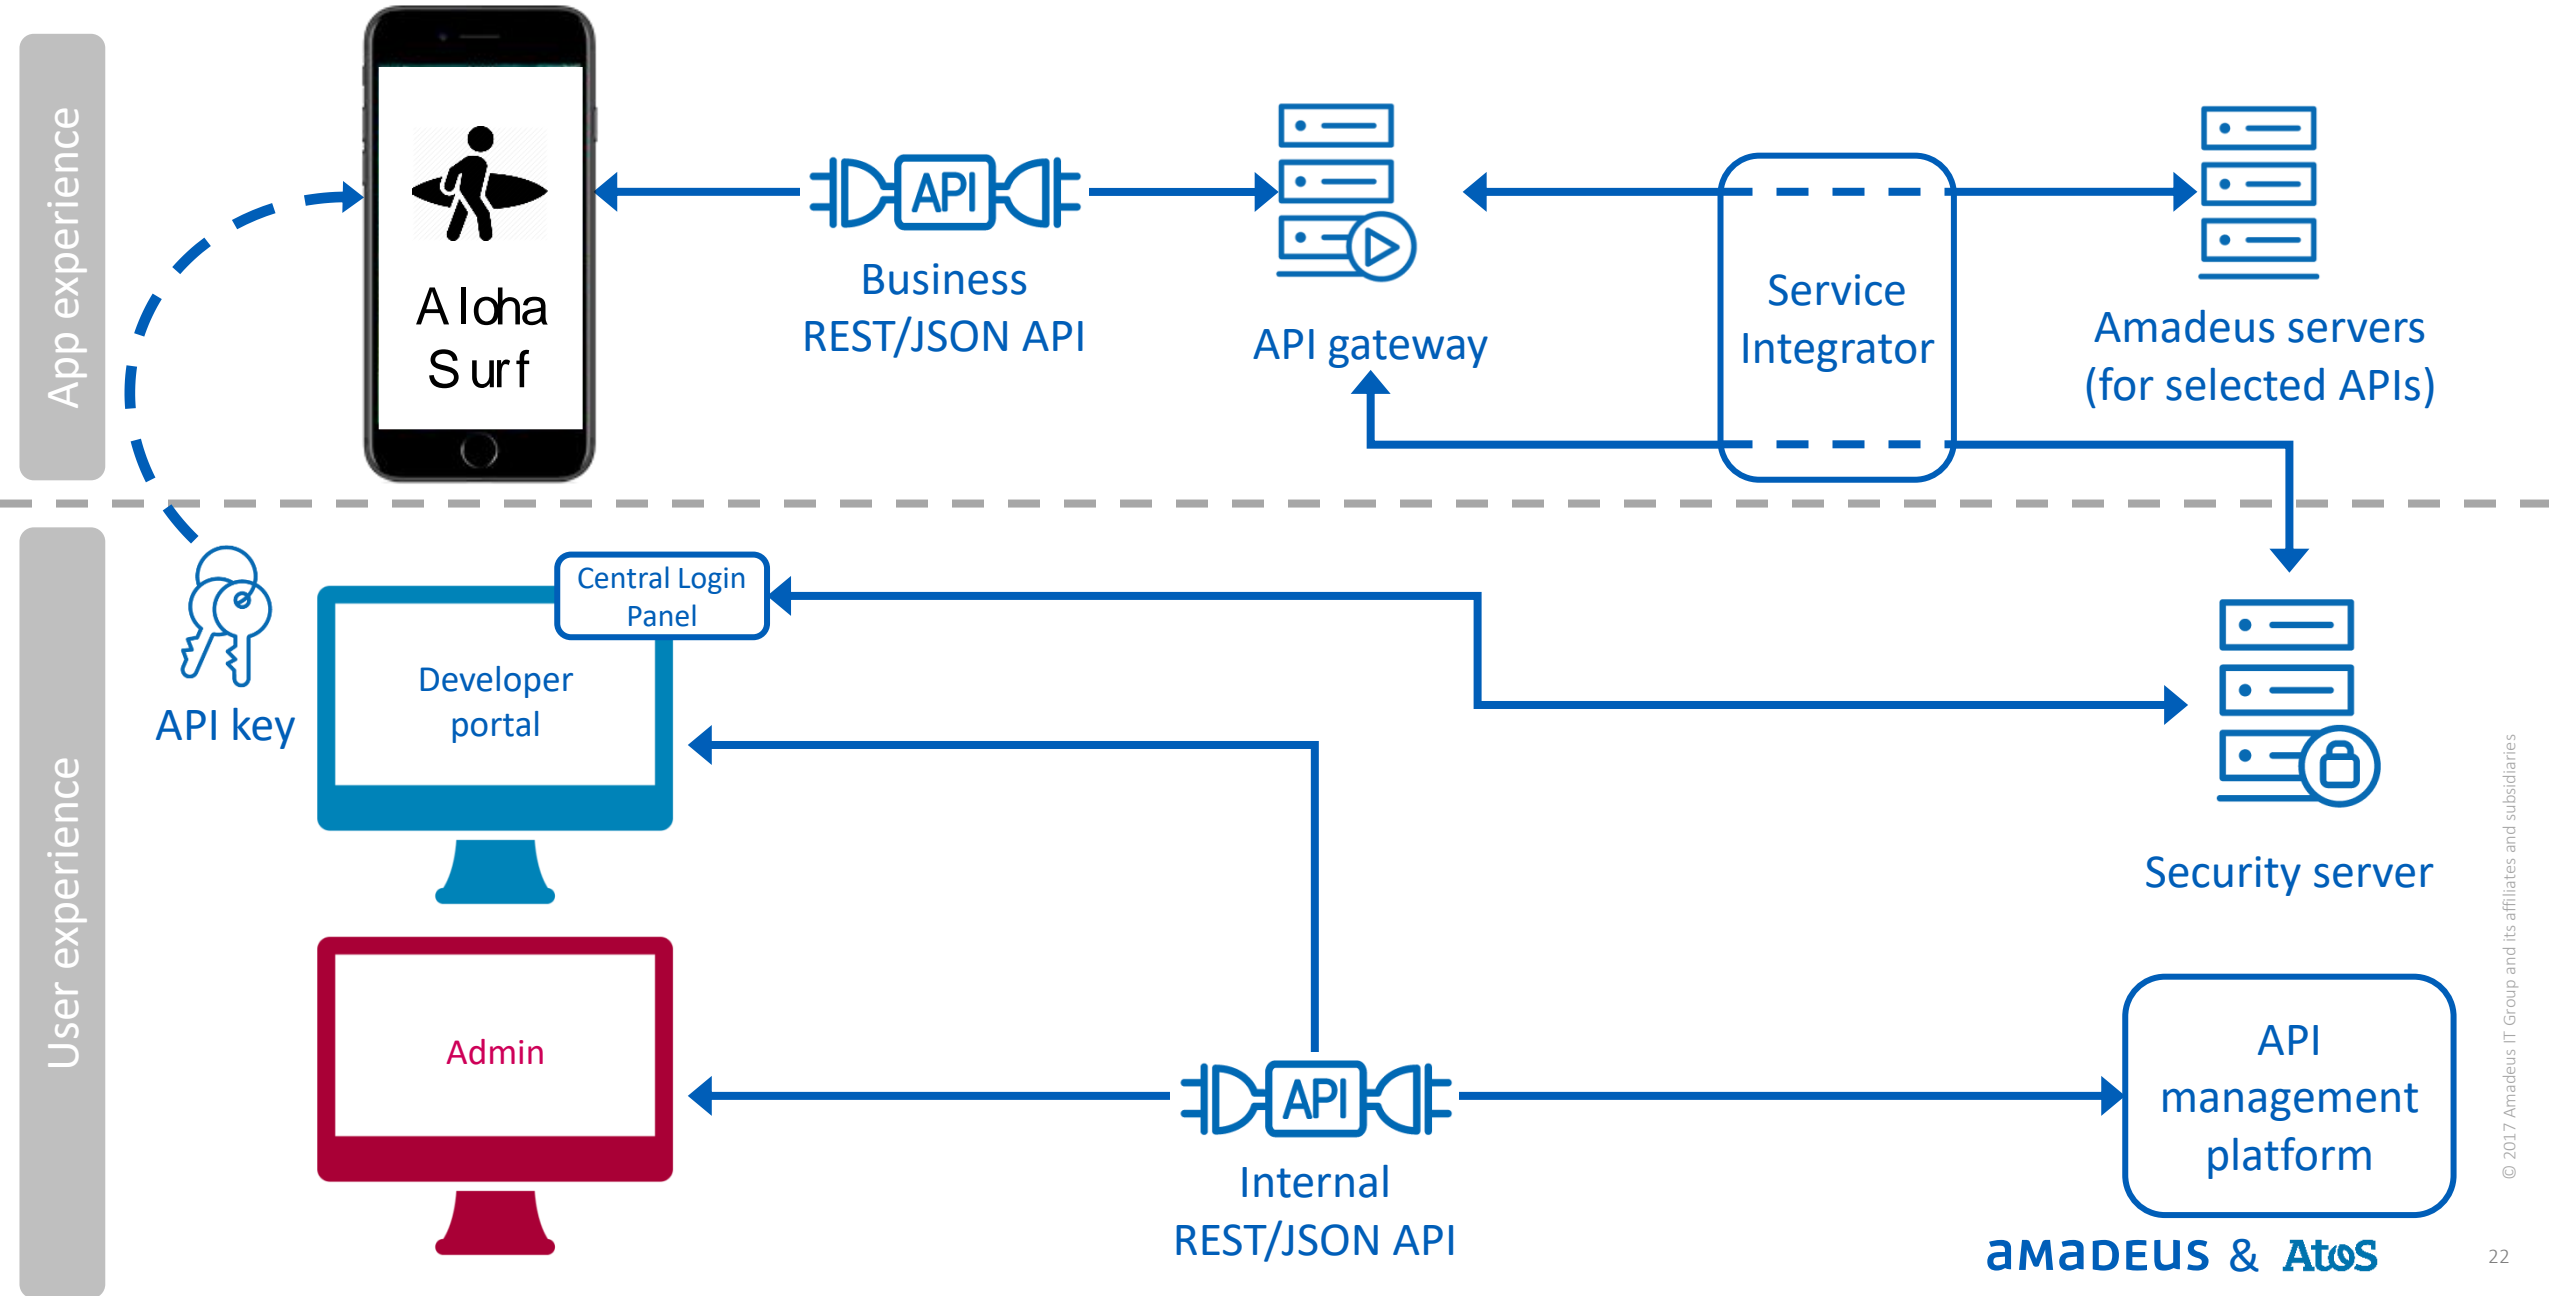 App experience
Aloha
Surf
API
Business
REST/JSON API
API gateway
Service
Integrator
Amadeus servers
(for selected APIs)
User experience
API key
Central Login
Panel
Developer
portal
Security server
Admin
API
Internal
REST/JSON API
API
management
platform
amadeus & Atos
© 2017 Amadeus IT Group and its affiliates and subsidiaries
22